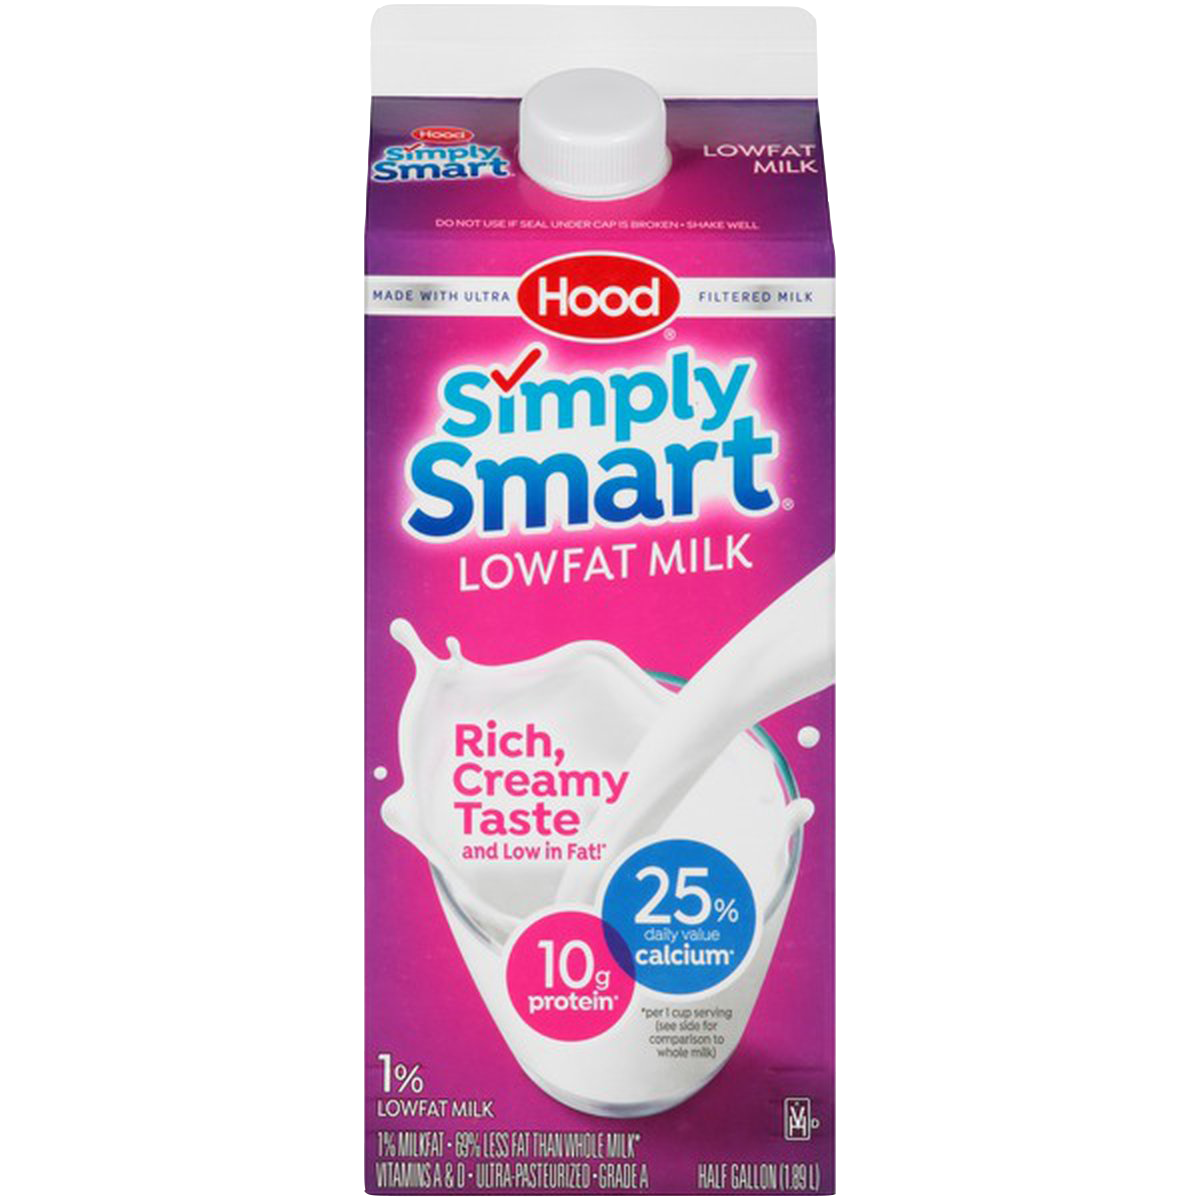 Hood
Simply
Smart
LOWFAT
MILK
DO NOT USE IF SEAL UNDER CAP IS BROKEN • SHAKE WELL
MADE WITH ULTRA Hood® FILTERED MILK
Simply
Smart®
LOWFAT MILK
Rich,
Creamy
Taste
and Low in Fat!*
25%
daily value
calcium*
10g
protein*
*per 1 cup serving
(see side for
comparison to
whole milk)
1%
LOWFAT MILK
1% MILKFAT • 69% LESS FAT THAN WHOLE MILK*
VITAMINS A & D • ULTRA-PASTEURIZED • GRADE A
HALF GALLON (1.89 L)
D